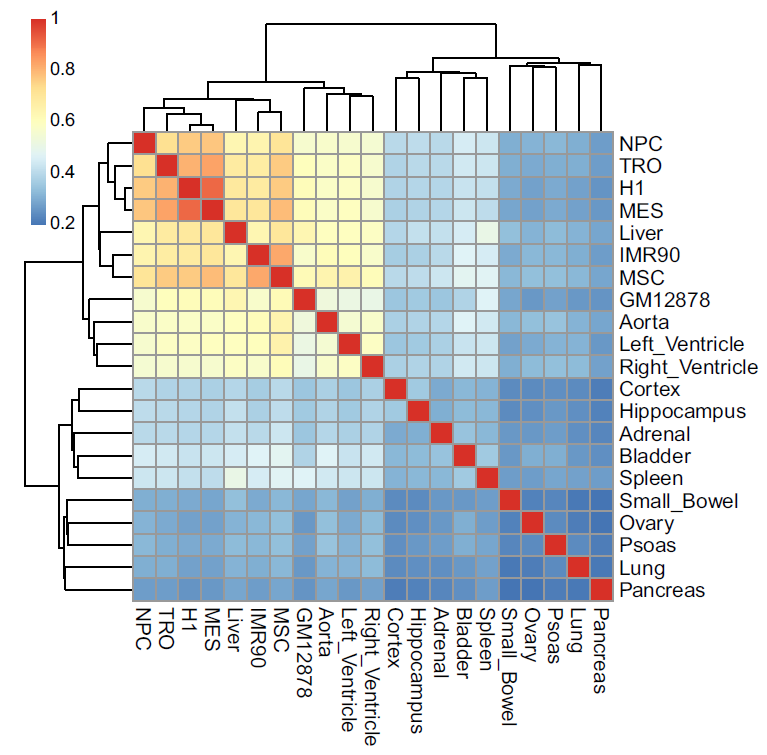 1
0.8
0.6
0.4
0.2
NPC
TRO
H1
MES
Liver
IMR90
MSC
GM12878
Aorta
Left_Ventricle
Right_Ventricle
Cortex
Hippocampus
Adrenal
Bladder
Spleen
Small_Bowel
Ovary
Psoas
Lung
Pancreas
NPC
TRO
H1
MES
Liver
IMR90
MSC
GM12878
Aorta
Left_Ventricle
Right_Ventricle
Cortex
Hippocampus
Adrenal
Bladder
Spleen
Small_Bowel
Ovary
Psoas
Lung
Pancreas